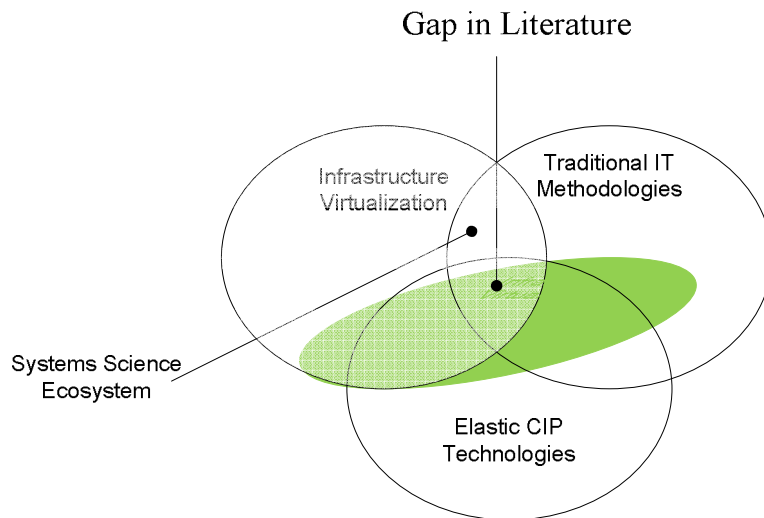 Gap in Literature
Infrastructure
Virtualization
Traditional IT
Methodologies
Systems Science
Ecosystem
Elastic CIP
Technologies